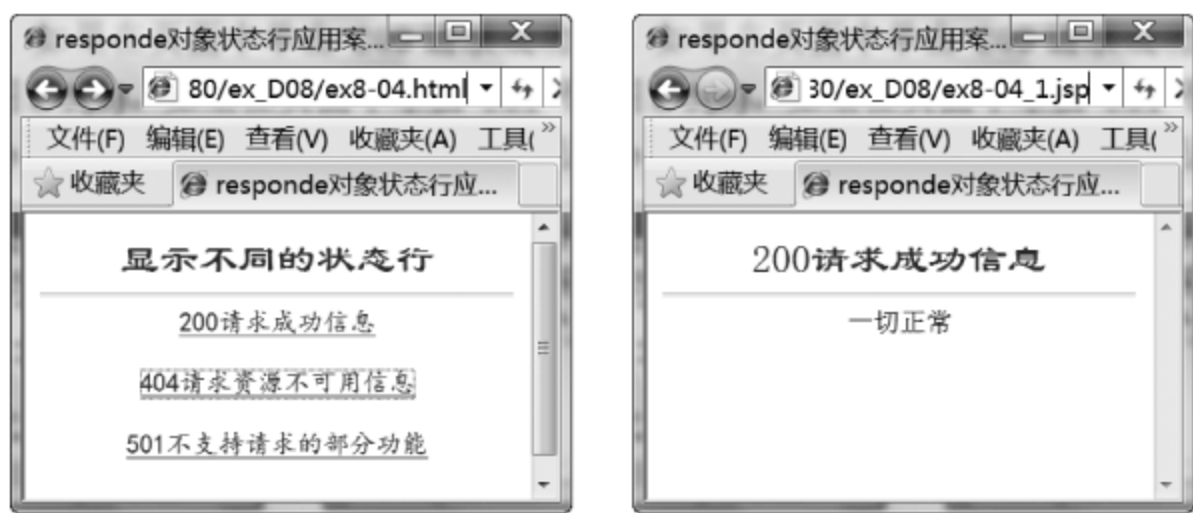 responde对象状态行应用案...
80/ex_D08/ex8-04.html
文件(F) 编辑(E) 查看(V) 收藏夹(A) 工具(
收藏夹 responde对象状态行应...
显示不同的状态行
200请求成功信息
404请求资源不可用信息
501不支持请求的部分功能
responde对象状态行应用案...
30/ex_D08/ex8-04_1.jsp
文件(F) 编辑(E) 查看(V) 收藏夹(A) 工具(
收藏夹 responde对象状态行应...
200请求成功信息
一切正常